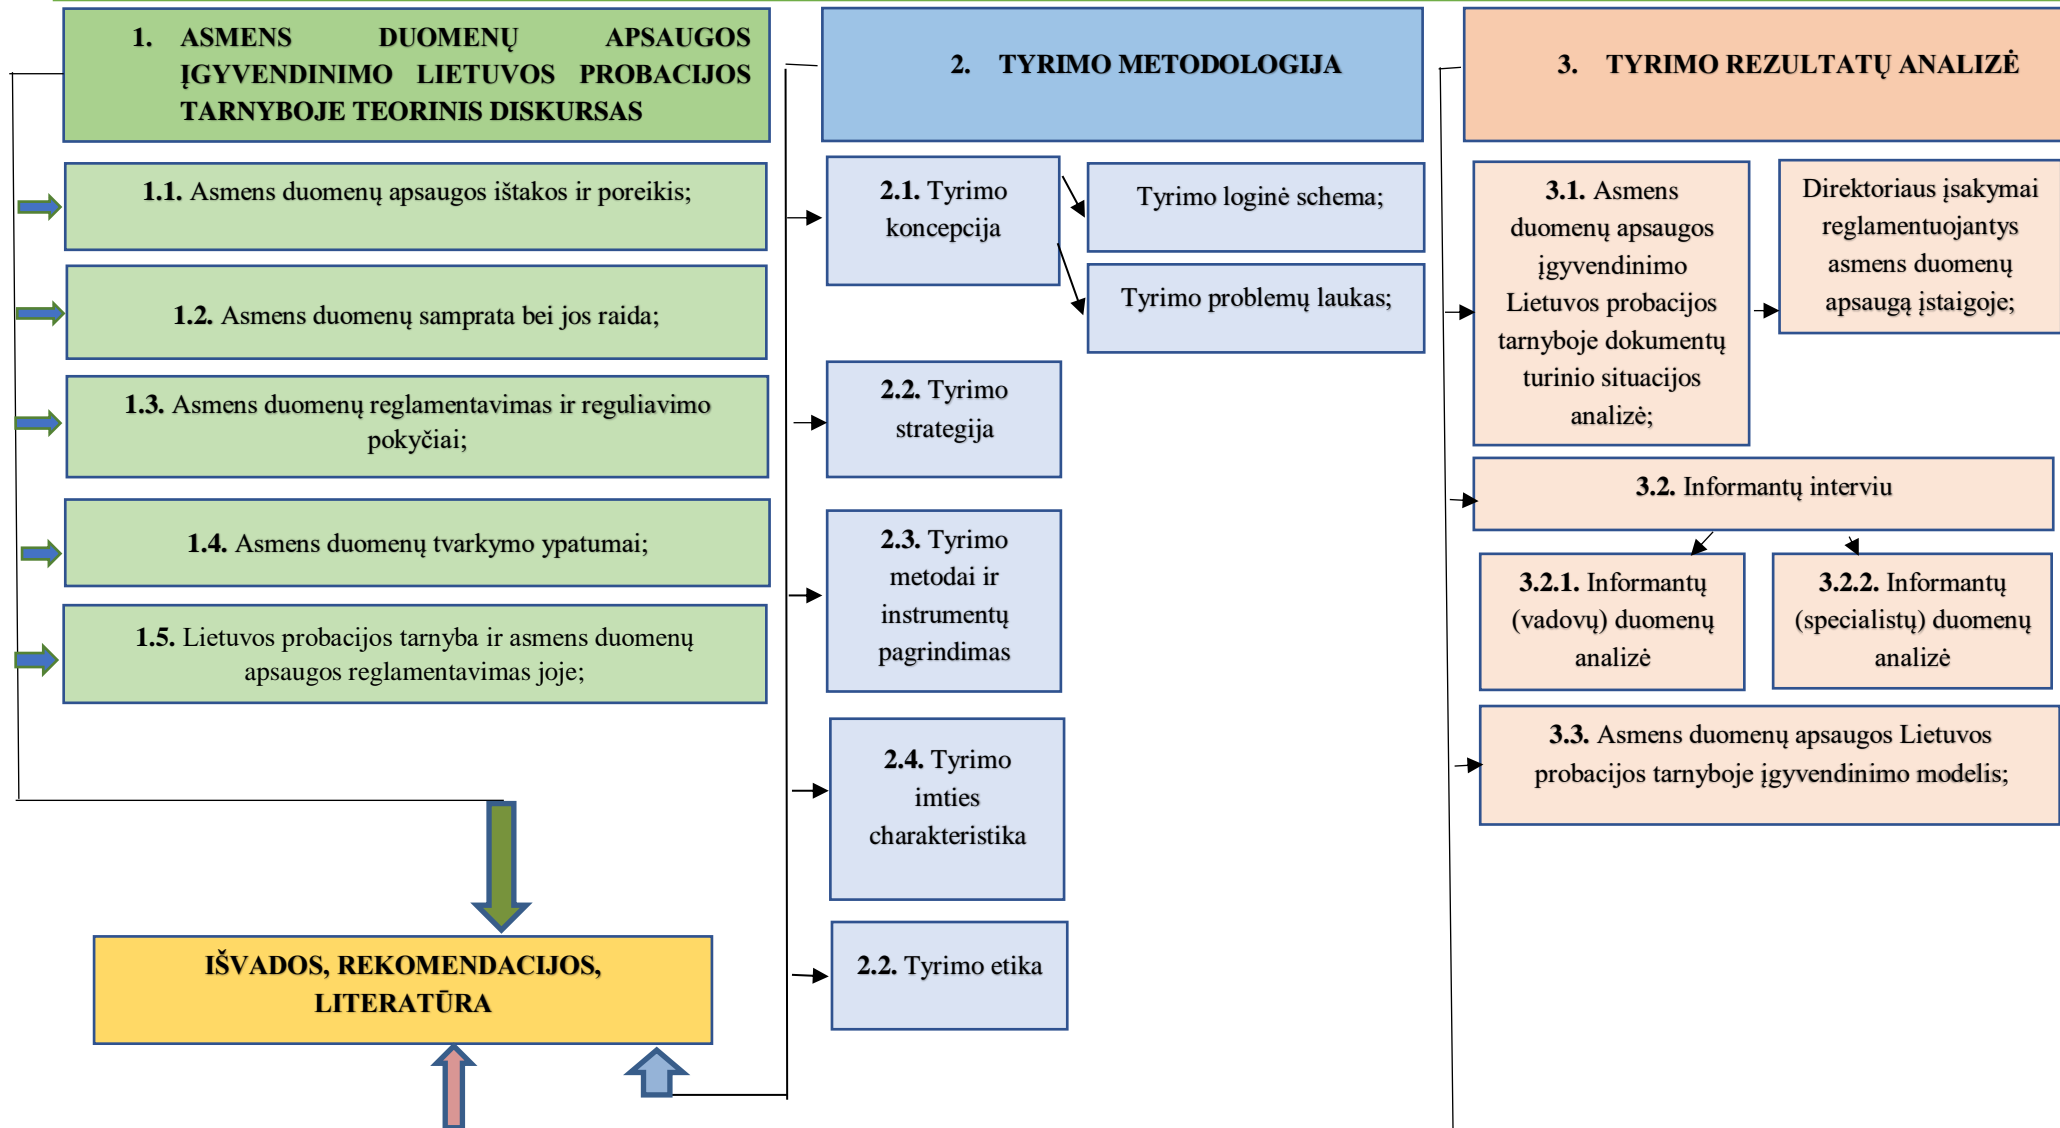 1. ASMENS DUOMENŲ APSAUGOS
ĮGYVENDINIMO LIETUVOS PROBACIJOS
TARNYBOJE TEORINIS DISKURSAS
1.1. Asmens duomenų apsaugos ištakos ir poreikis;
1.2. Asmens duomenų samprata bei jos raida;
1.3. Asmens duomenų reglamentavimas ir reguliavimo
pokyčiai;
1.4. Asmens duomenų tvarkymo ypatumai;
1.5. Lietuvos probacijos tarnyba ir asmens duomenų
apsaugos reglamentavimas joje;
IŠVADOS, REKOMENDACIJOS,
LITERATŪRA
2. TYRIMO METODOLOGIJA
2.1. Tyrimo
koncepcija
Tyrimo loginė schema;
Tyrimo problemų laukas;
2.2. Tyrimo
strategija
2.3. Tyrimo
metodai ir
instrumentų
pagrindimas
2.4. Tyrimo
imties
charakteristika
2.2. Tyrimo etika
3. TYRIMO REZULTATŲ ANALIZĖ
3.1. Asmens
duomenų apsaugos
įgyvendinimo
Lietuvos probacijos
tarnyboje dokumentų
turinio situacijos
analizė;
Direktoriaus įsakymai
reglamentuojantys
asmens duomenų
apsaugą įstaigoje;
3.2. Informantų interviu
3.2.1. Informantų
(vadovų) duomenų
analizė
3.2.2. Informantų
(specialistų) duomenų
analizė
3.3. Asmens duomenų apsaugos Lietuvos
probacijos tarnyboje įgyvendinimo modelis;